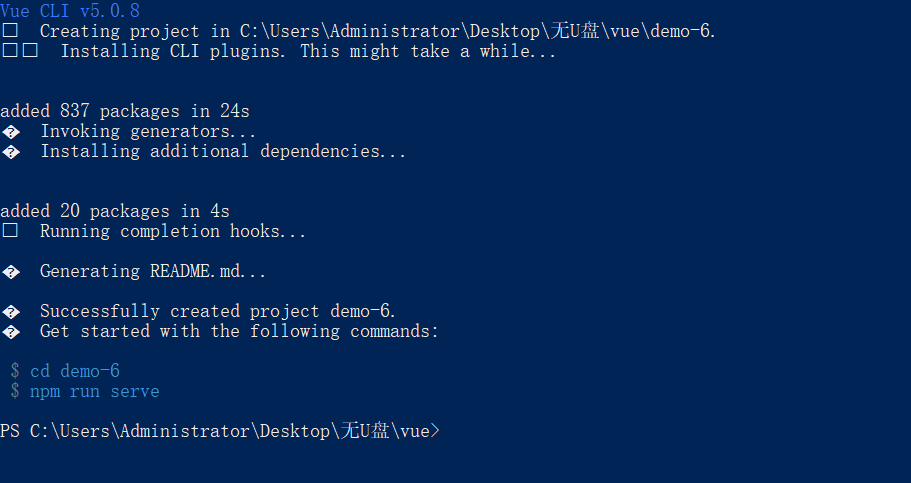 Vue CLI v5.0.8
Creating project in C:\Users\Administrator\Desktop\无U盘\vue\demo-6.
Installing CLI plugins. This might take a while...
added 837 packages in 24s
� Invoking generators...
� Installing additional dependencies...
added 20 packages in 4s
Running completion hooks...
� Generating README.md...
� Successfully created project demo-6.
� Get started with the following commands:
$ cd demo-6
$ npm run serve
PS C:\Users\Administrator\Desktop\无U盘\vue>